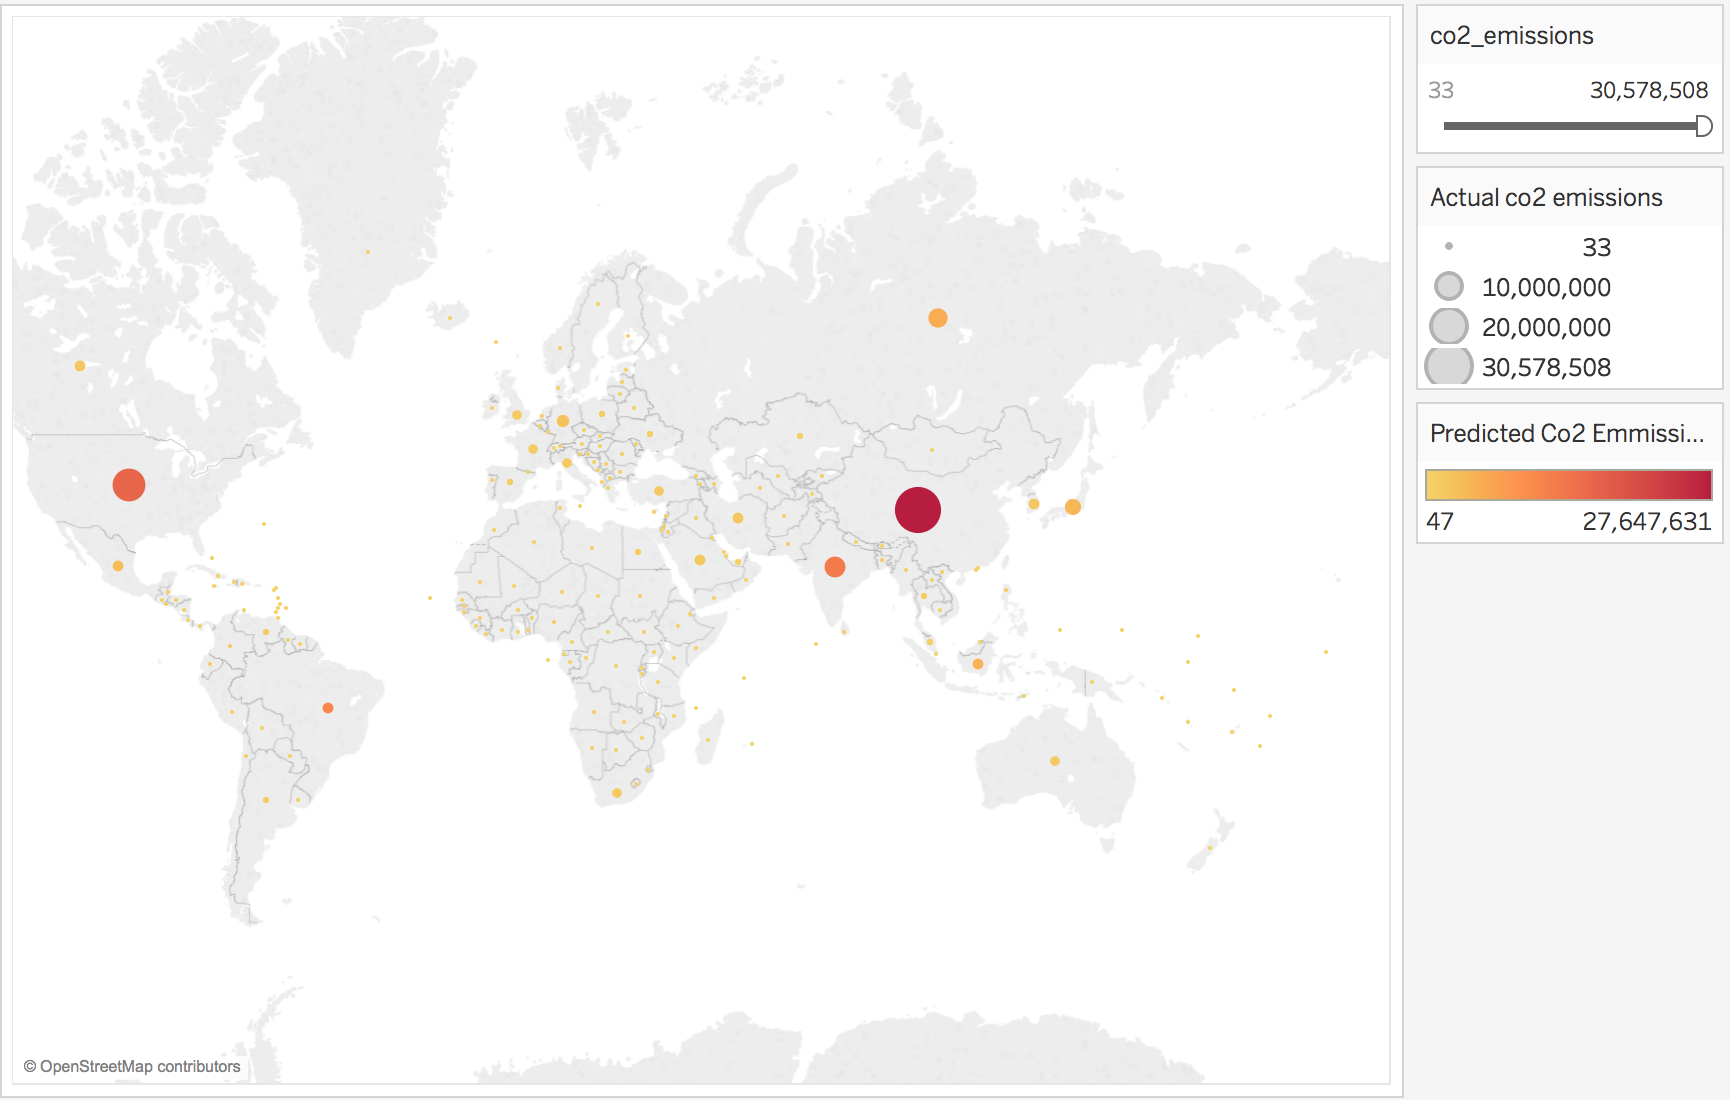 co2_emissions
33 30,578,508
Actual co2 emissions
33
10,000,000
20,000,000
30,578,508
Predicted Co2 Emmissi...
47 27,647,631
© OpenStreetMap contributors